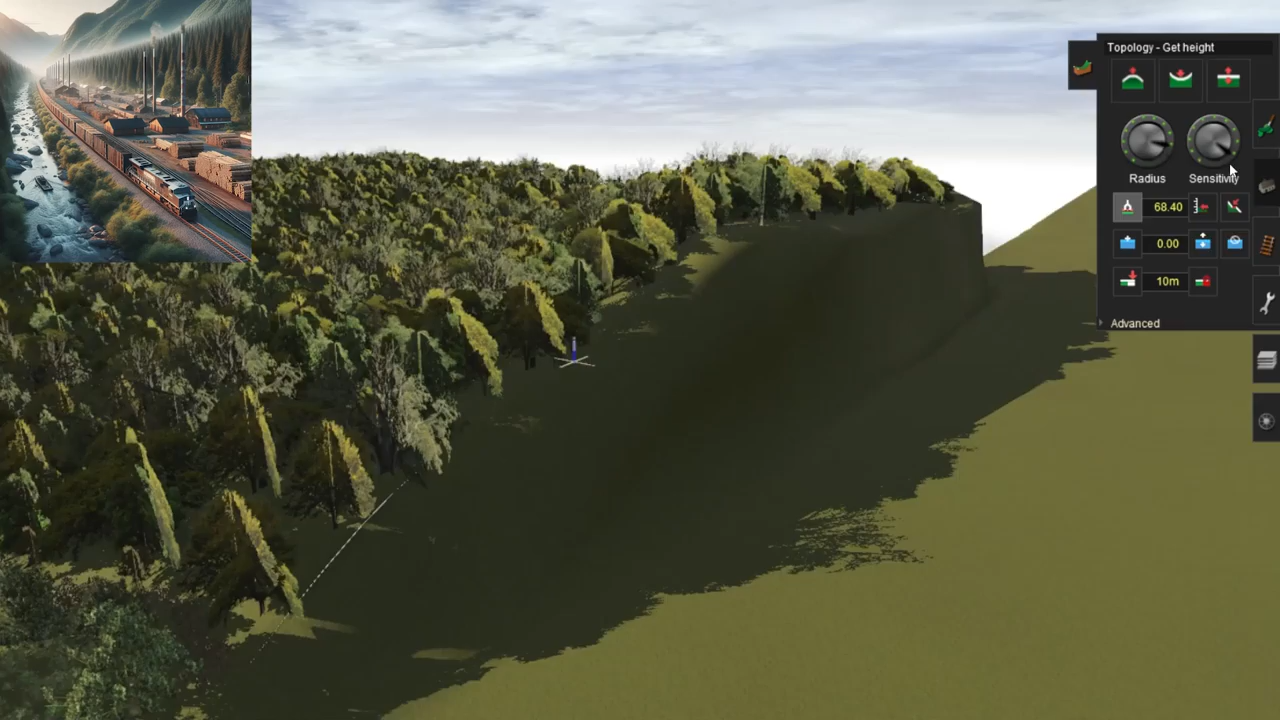 Topology - Get height
Radius Sensitivity
68.40
0.00
10m
Advanced